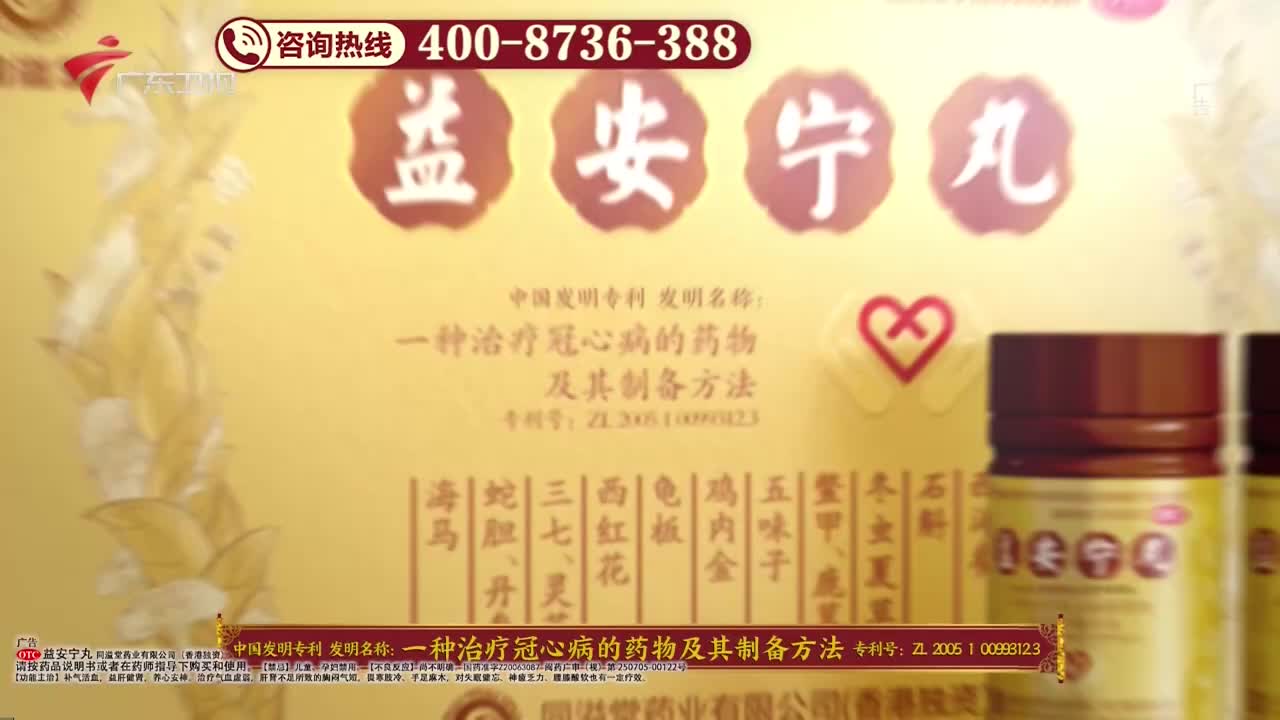 咨询热线 400-8736-388
广东卫视
广告
益安宁丸
中国发明专利 发明名称：
一种治疗冠心病的药物
及其制备方法
专利号：ZL 2005 1 0099312.3
海马
蛇胆、丹
三七、灵芝
西红花
龟板
鸡内金
五味子
鳖甲、鹿茸
冬虫夏草
石斛
西洋
益安宁丸
中国发明专利 发明名称：一种治疗冠心病的药物及其制备方法 专利号：ZL 2005 1 0099312.3
广告
OTC 益安宁丸 同溢堂药业有限公司（香港独资）
请按药品说明书或者在药师指导下购买和使用。【禁忌】儿童、孕妇禁用。【不良反应】尚不明确。国药准字Z20063087 闽药广审（视）第250705-00122号
【功能主治】补气活血，益肝健肾，养心安神。治疗气血虚弱，肝肾不足所致的胸闷气短，畏寒肢冷、手足麻木，对失眠健忘、神疲乏力、腰膝酸软也有一定疗效。
同溢堂药业有限公司（香港独资）